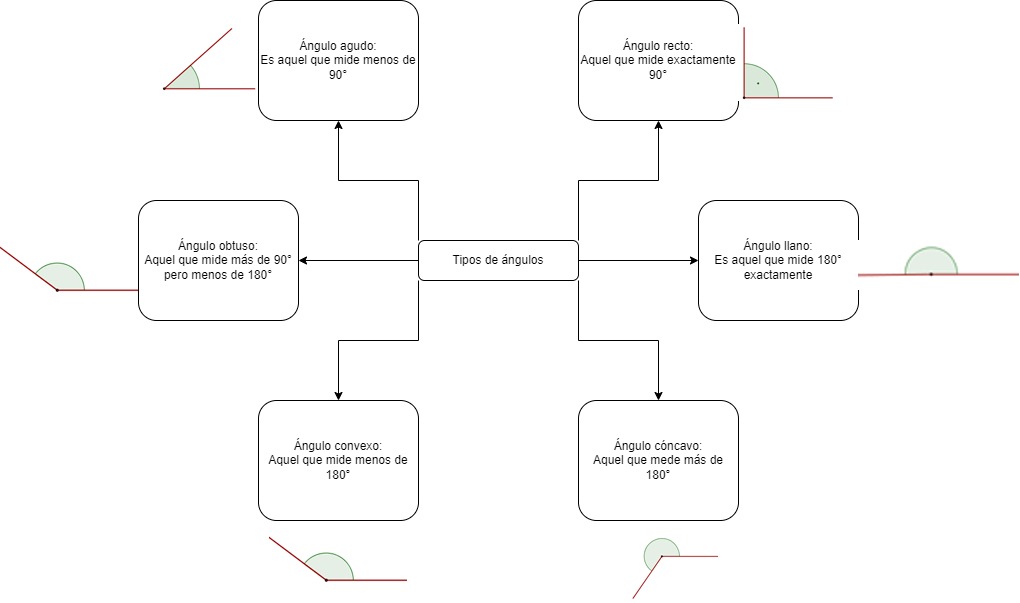 Ángulo agudo:
Es aquel que mide menos de
90°
Ángulo recto:
Aquel que mide exactamente
90°
Ángulo obtuso:
Aquel que mide más de 90°
pero menos de 180°
Tipos de ángulos
Ángulo llano:
Es aquel que mide 180°
exactamente
Ángulo convexo:
Aquel que mide menos de
180°
Ángulo cóncavo:
Aquel que mede más de
180°